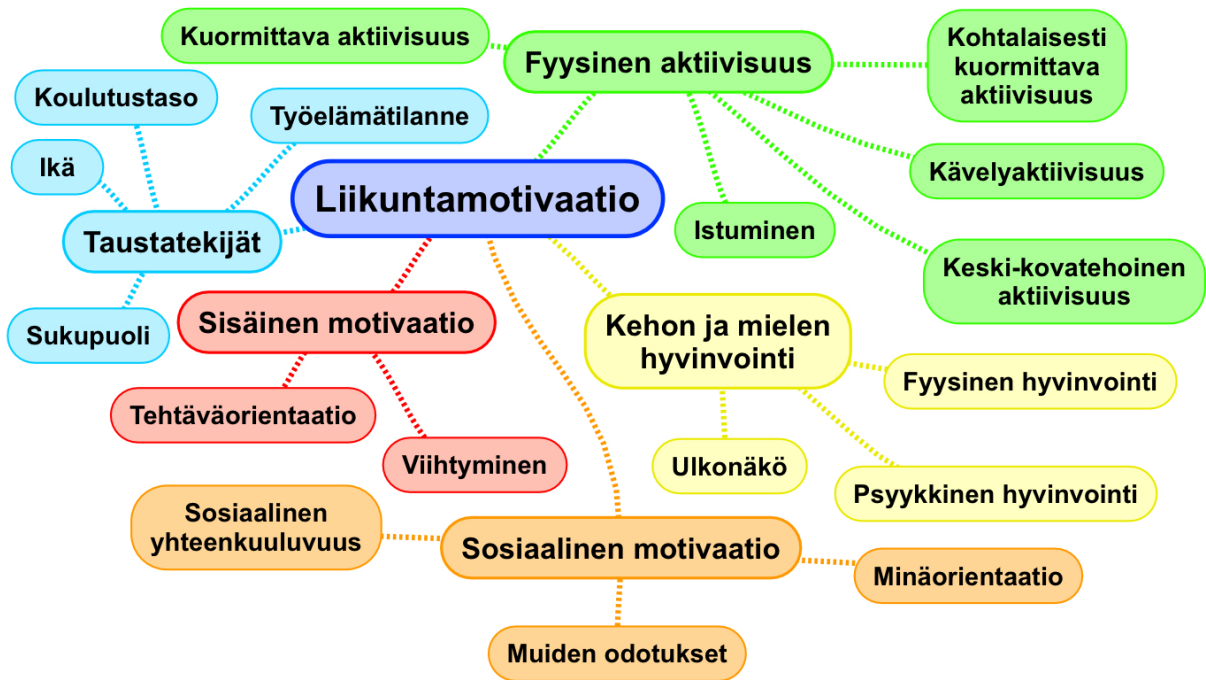 Kuormittava aktiivisuus
Fyysinen aktiivisuus
Kohtalaisesti
kuormittava
aktiivisuus
Koulutustaso
Työelämätilanne
Ikä
Liikuntamotivaatio
Kävelyaktiivisuus
Taustatekijät
Istuminen
Keski-kovatehoinen
aktiivisuus
Sukupuoli
Sisäinen motivaatio
Kehon ja mielen
hyvinvointi
Fyysinen hyvinvointi
Tehtäväorientaatio
Viihtyminen
Ulkonäkö
Psyykkinen hyvinvointi
Sosiaalinen
yhteenkuuluvuus
Sosiaalinen motivaatio
Minäorientaatio
Muiden odotukset